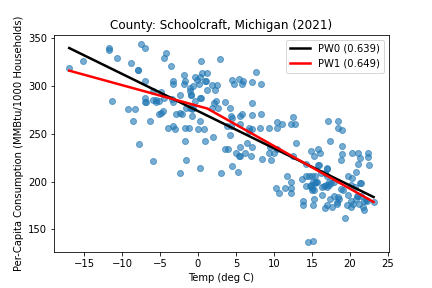 County: Schoolcraft, Michigan (2021)
PW0 (0.639)
PW1 (0.649)
Per-Capita Consumption (MMBtu/1000 Households)
350
300
250
200
150
−15 −10 −5 0 5 10 15 20 25
Temp (deg C)